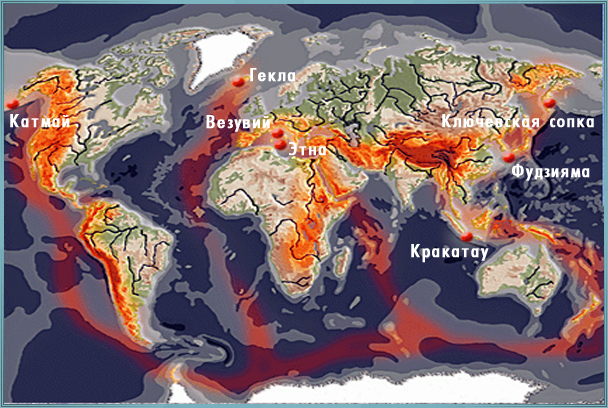 Гекла
Катмай
Везувий
Ключевская сопка
Этна
Фудзияма
Кракатау